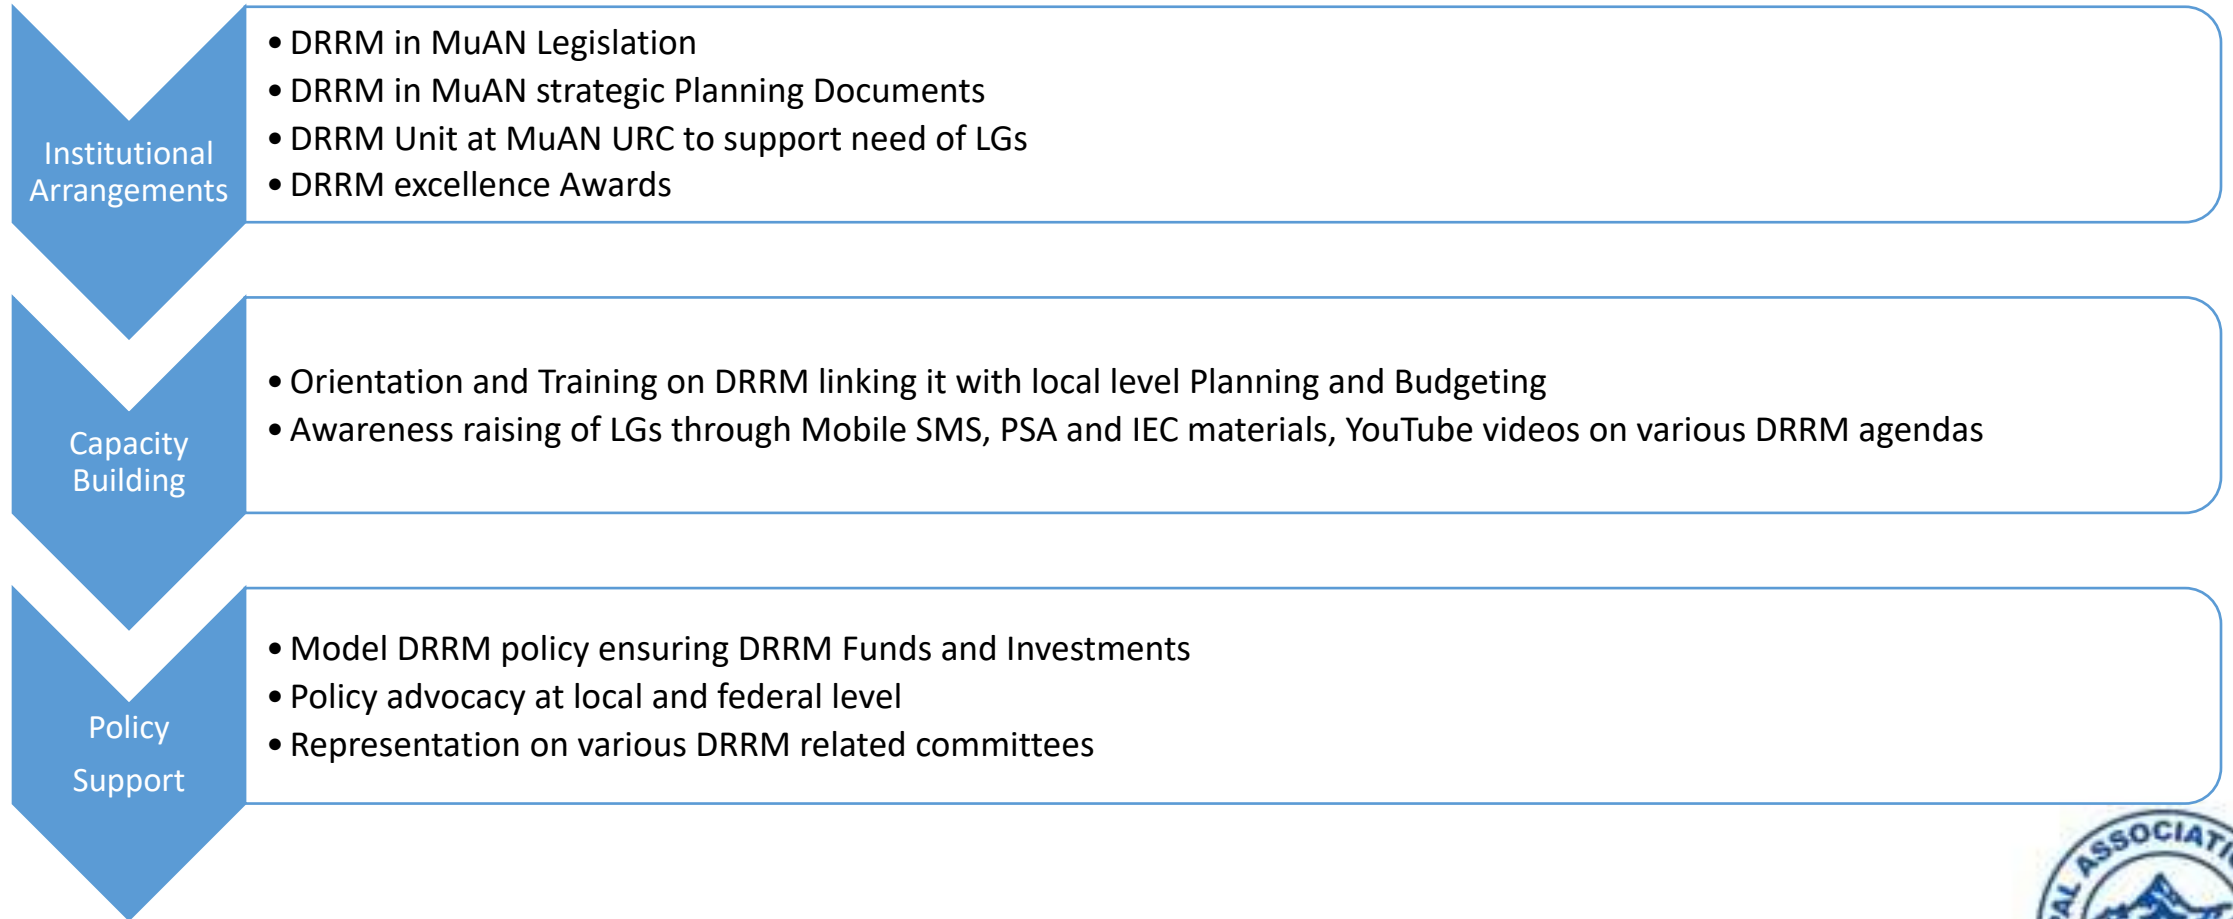 Institutional
Arrangements
• DRRM in MuAN Legislation
• DRRM in MuAN strategic Planning Documents
• DRRM Unit at MuAN URC to support need of LGs
• DRRM excellence Awards
Capacity
Building
• Orientation and Training on DRRM linking it with local level Planning and Budgeting
• Awareness raising of LGs through Mobile SMS, PSA and IEC materials, YouTube videos on various DRRM agendas
Policy
Support
• Model DRRM policy ensuring DRRM Funds and Investments
• Policy advocacy at local and federal level
• Representation on various DRRM related committees